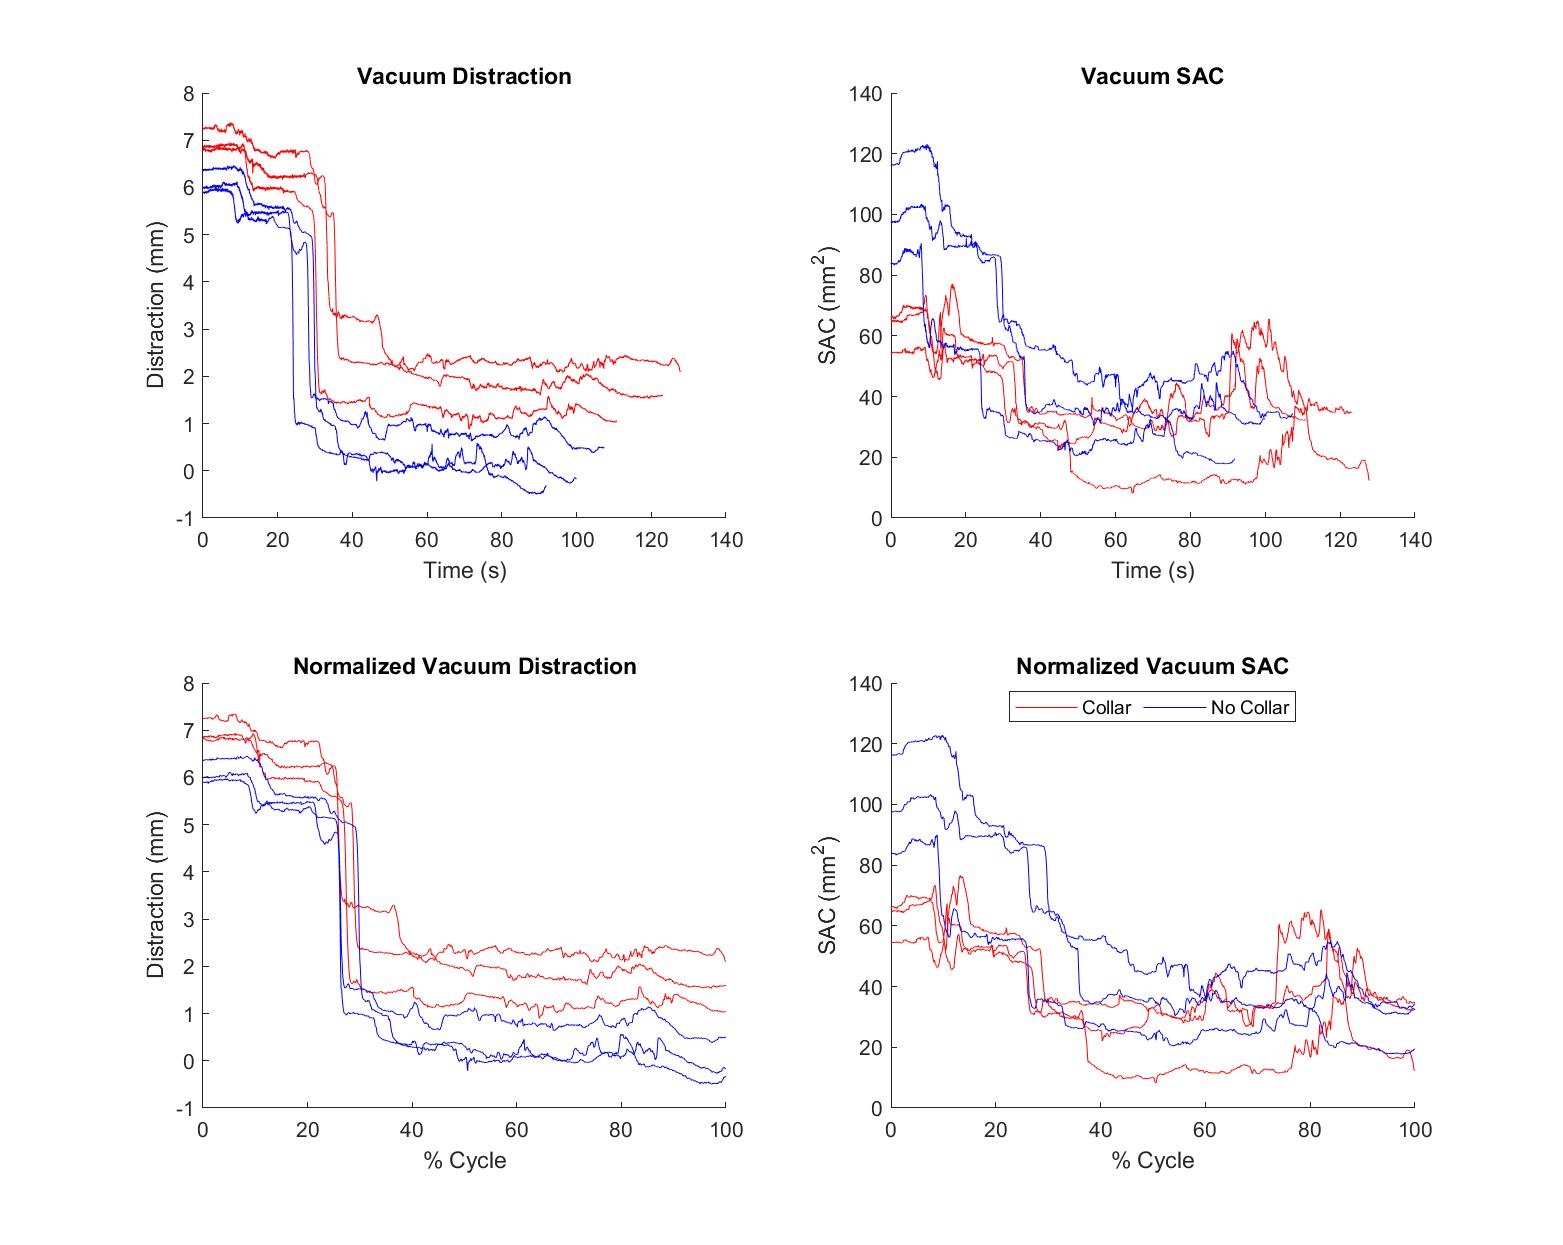 Vacuum Distraction
8
7
6
5
4
3
2
1
0
-1
Distraction (mm)
0 20 40 60 80 100 120 140
Time (s)
Vacuum SAC
140
120
100
80
60
40
20
0
SAC (mm²)
0 20 40 60 80 100 120 140
Time (s)
Normalized Vacuum Distraction
8
7
6
5
4
3
2
1
0
-1
Distraction (mm)
0 20 40 60 80 100
% Cycle
Normalized Vacuum SAC
Collar No Collar
140
120
100
80
60
40
20
0
SAC (mm²)
0 20 40 60 80 100
% Cycle